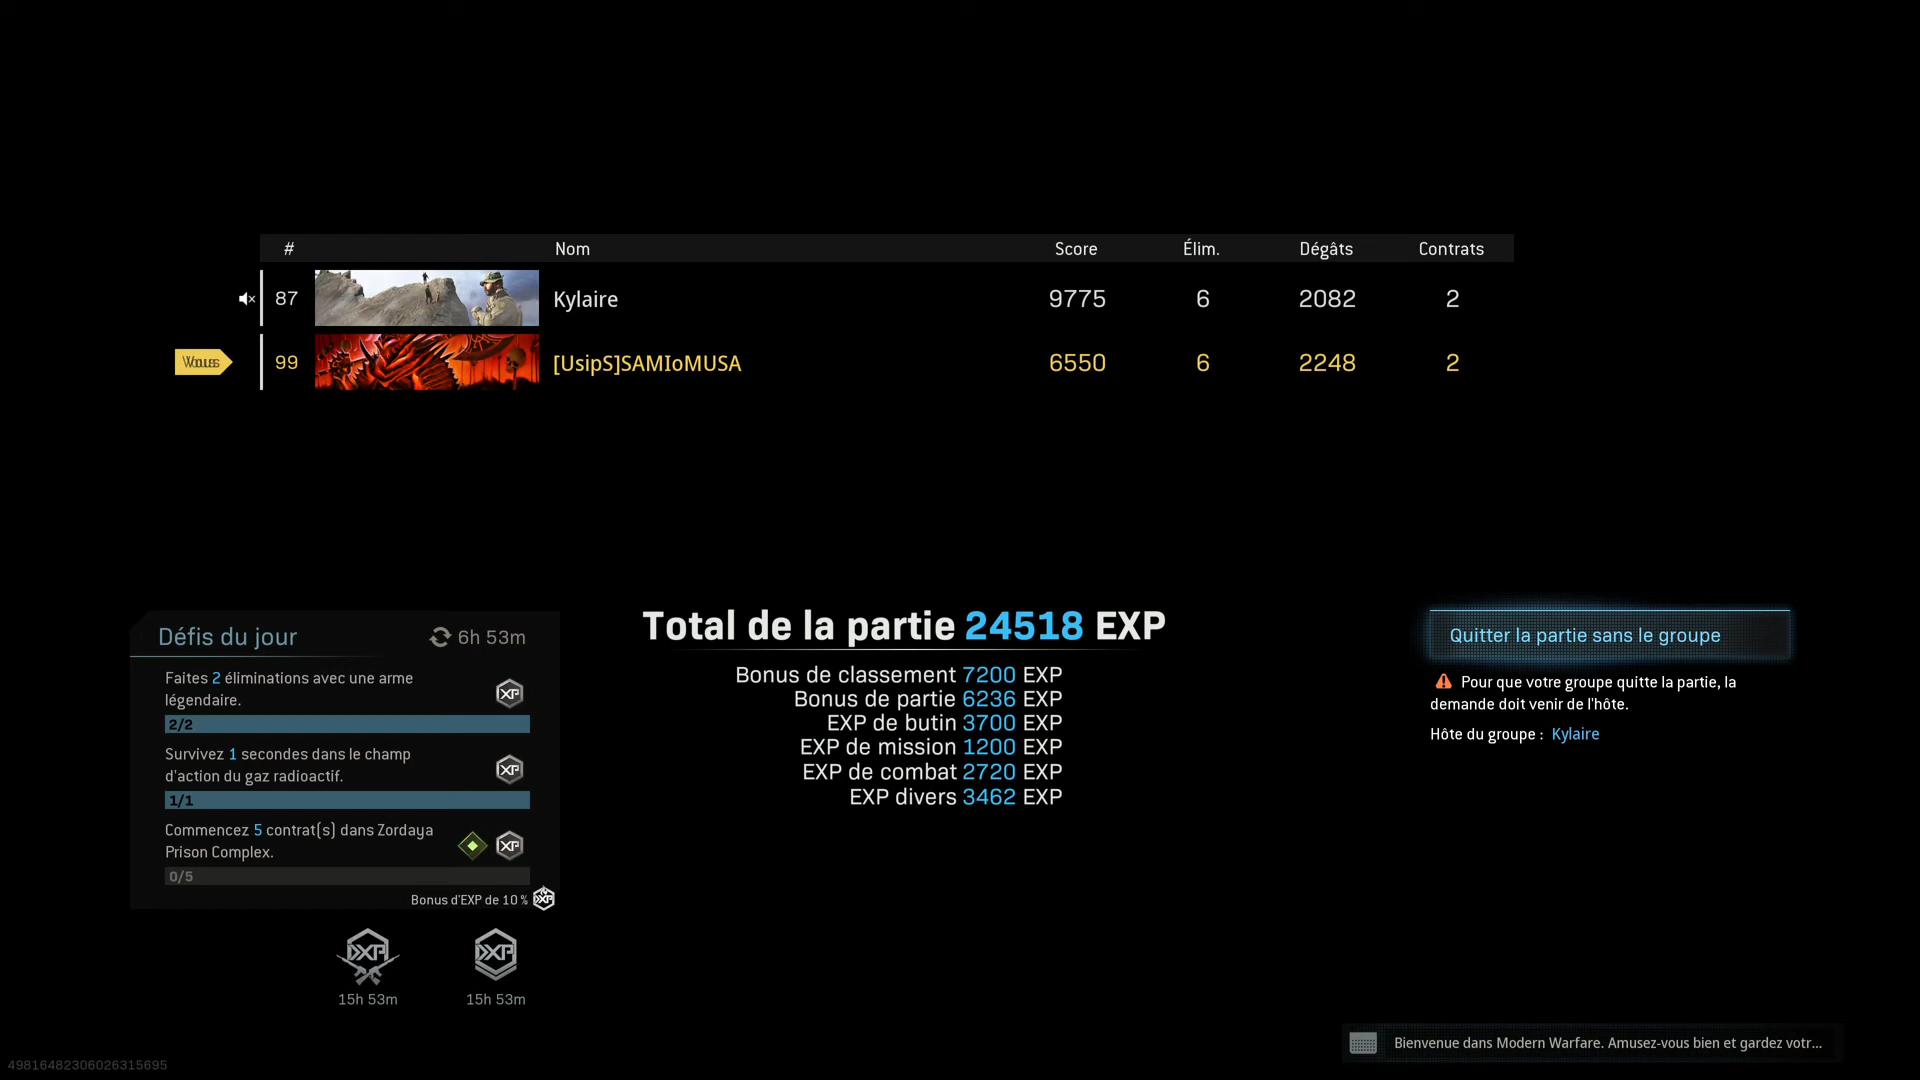 # Nom Score Élim. Dégâts Contrats
87 Kylaire 9775 6 2082 2
99 [UsipS]SAMIoMUSA 6550 6 2248 2
Défis du jour 6h 53m
Faites 2 éliminations avec une arme
légendaire.
XP
2/2
Survivez 1 secondes dans le champ
d'action du gaz radioactif.
XP
1/1
Commencez 5 contrat(s) dans Zordaya
Prison Complex.
XP
0/5
Bonus d'EXP de 10 %
DXP DXP
15h 53m 15h 53m
Total de la partie 24518 EXP
Bonus de classement 7200 EXP
Bonus de partie 6236 EXP
EXP de butin 3700 EXP
EXP de mission 1200 EXP
EXP de combat 2720 EXP
EXP divers 3462 EXP
Quitter la partie sans le groupe
Pour que votre groupe quitte la partie, la
demande doit venir de l'hôte.
Hôte du groupe : Kylaire
Bienvenue dans Modern Warfare. Amusez-vous bien et gardez votr...
49816482306026315695